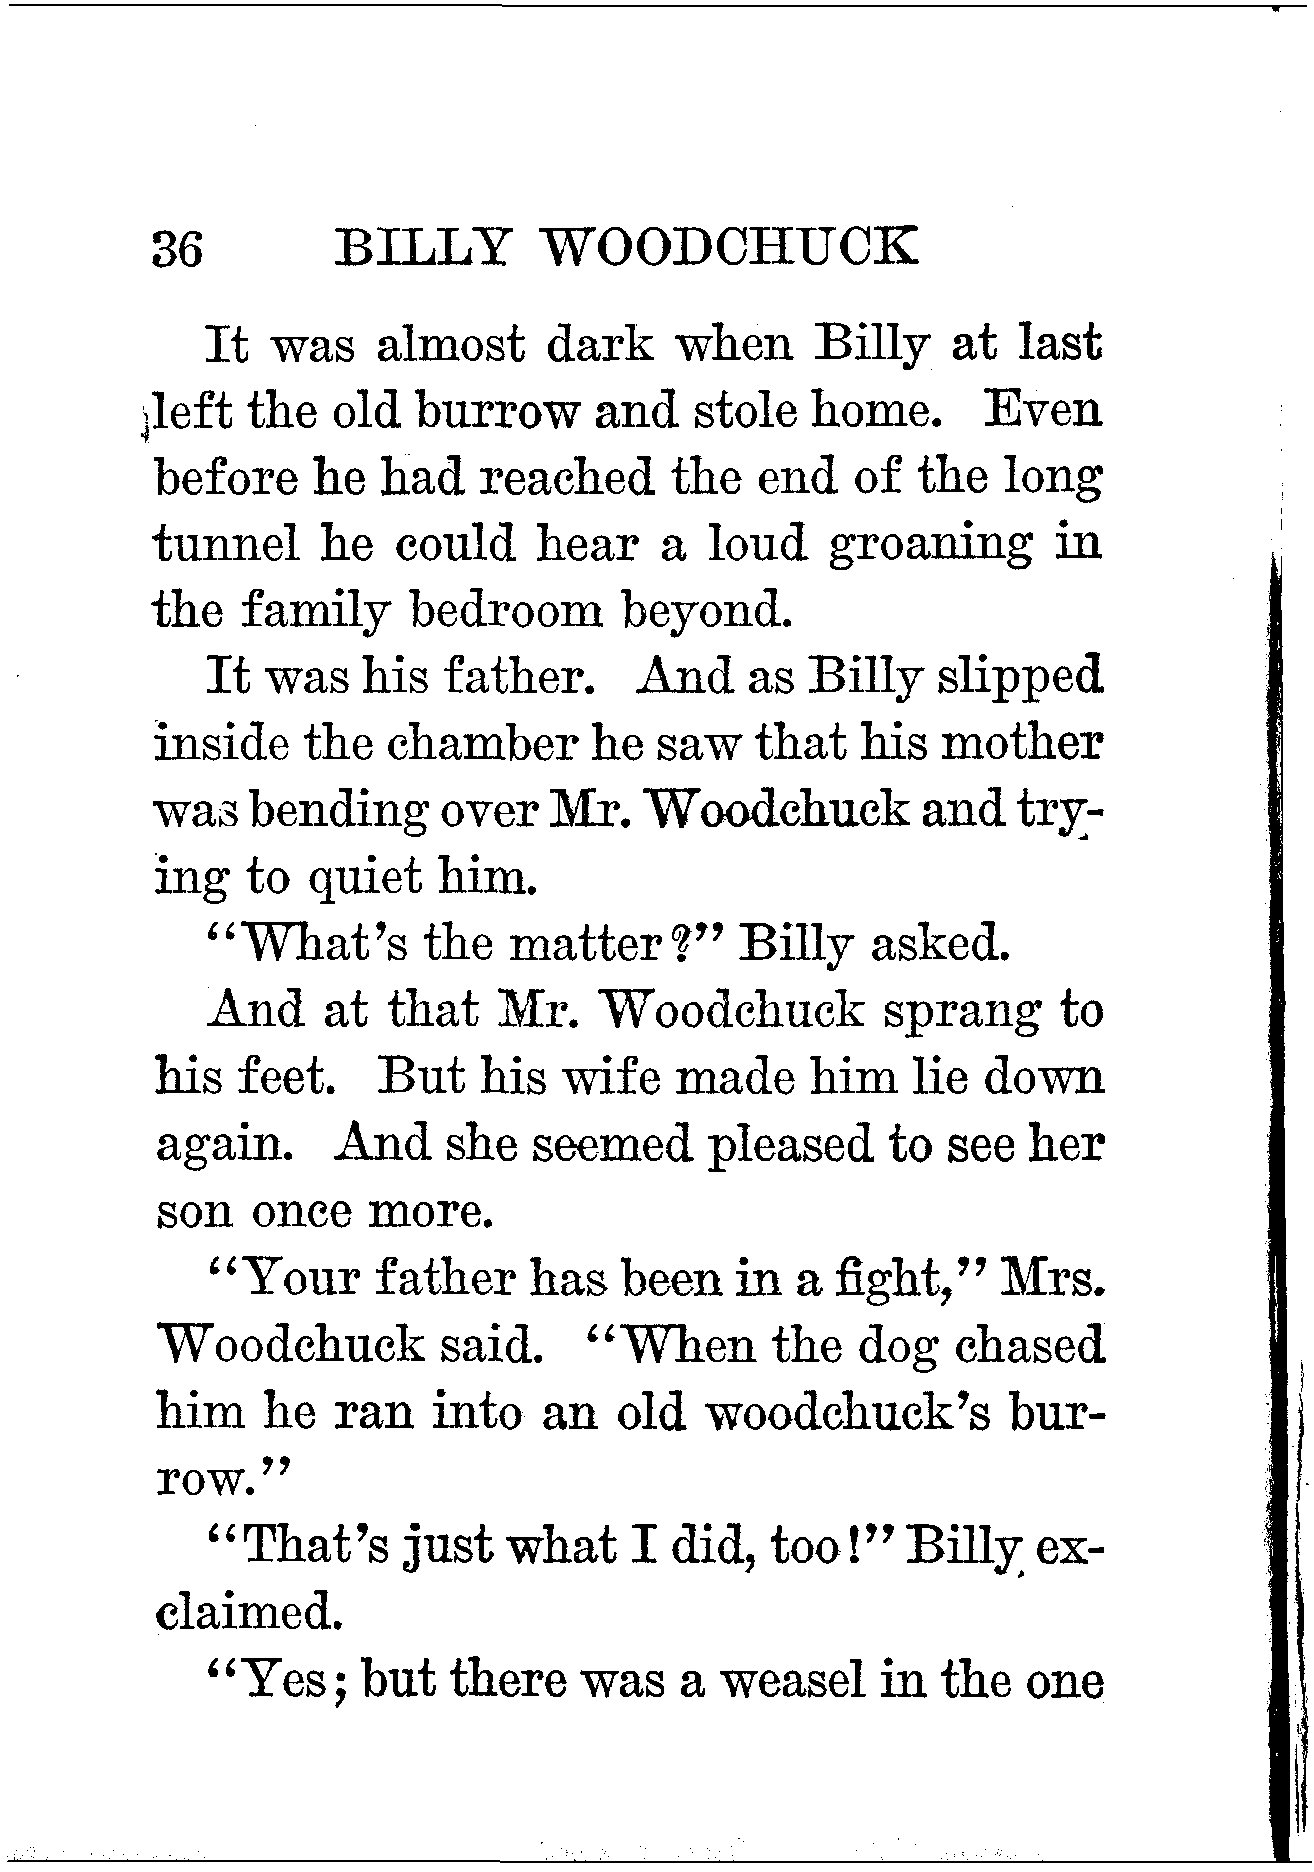 36 BILLY WOODCHUCK
It was almost dark when Billy at last
left the old burrow and stole home. Even
before he had reached the end of the long
tunnel he could hear a loud groaning in
the family bedroom beyond.
It was his father. And as Billy slipped
inside the chamber he saw that his mother
was bending over Mr. Woodchuck and try-
ing to quiet him.
"What's the matter?" Billy asked.
And at that Mr. Woodchuck sprang to
his feet. But his wife made him lie down
again. And she seemed pleased to see her
son once more.
"Your father has been in a fight," Mrs.
Woodchuck said. "When the dog chased
him he ran into an old woodchuck's bur-
row."
"That's just what I did, too!" Billy ex-
claimed.
"Yes; but there was a weasel in the one